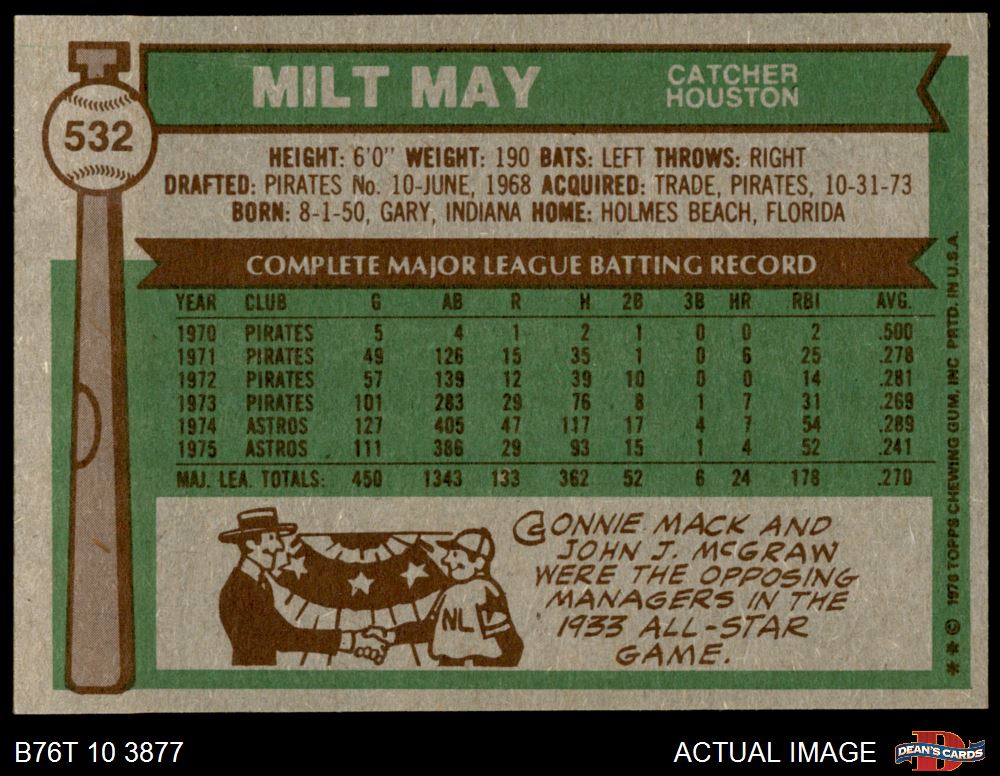 MILT MAY
CATCHER
HOUSTON
532
HEIGHT: 6'0" WEIGHT: 190 BATS: LEFT THROWS: RIGHT
DRAFTED: PIRATES No. 10-JUNE, 1968 ACQUIRED: TRADE, PIRATES, 10-31-73
BORN: 8-1-50, GARY, INDIANA HOME: HOLMES BEACH, FLORIDA
COMPLETE MAJOR LEAGUE BATTING RECORD
YEAR CLUB G AB R H 2B 3B HR RBI AVG.
1970 PIRATES 5 4 1 2 1 0 0 2 .500
1971 PIRATES 49 126 15 35 1 0 6 25 .278
1972 PIRATES 57 139 12 39 10 0 0 14 .281
1973 PIRATES 101 283 29 76 8 1 7 31 .269
1974 ASTROS 127 405 47 117 17 4 7 54 .289
1975 ASTROS 111 386 29 93 15 1 4 52 .241
MAJ. LEA. TOTALS: 450 1343 133 362 52 6 24 178 .270
CONNIE MACK AND
JOHN J. McGRAW
WERE THE OPPOSING
MANAGERS IN THE
1933 ALL-STAR
GAME.
NL
** © 1976 TOPPS CHEWING GUM, INC PRTD. IN U.S.A.
B76T 10 3877
ACTUAL IMAGE
DEAN'S CARDS